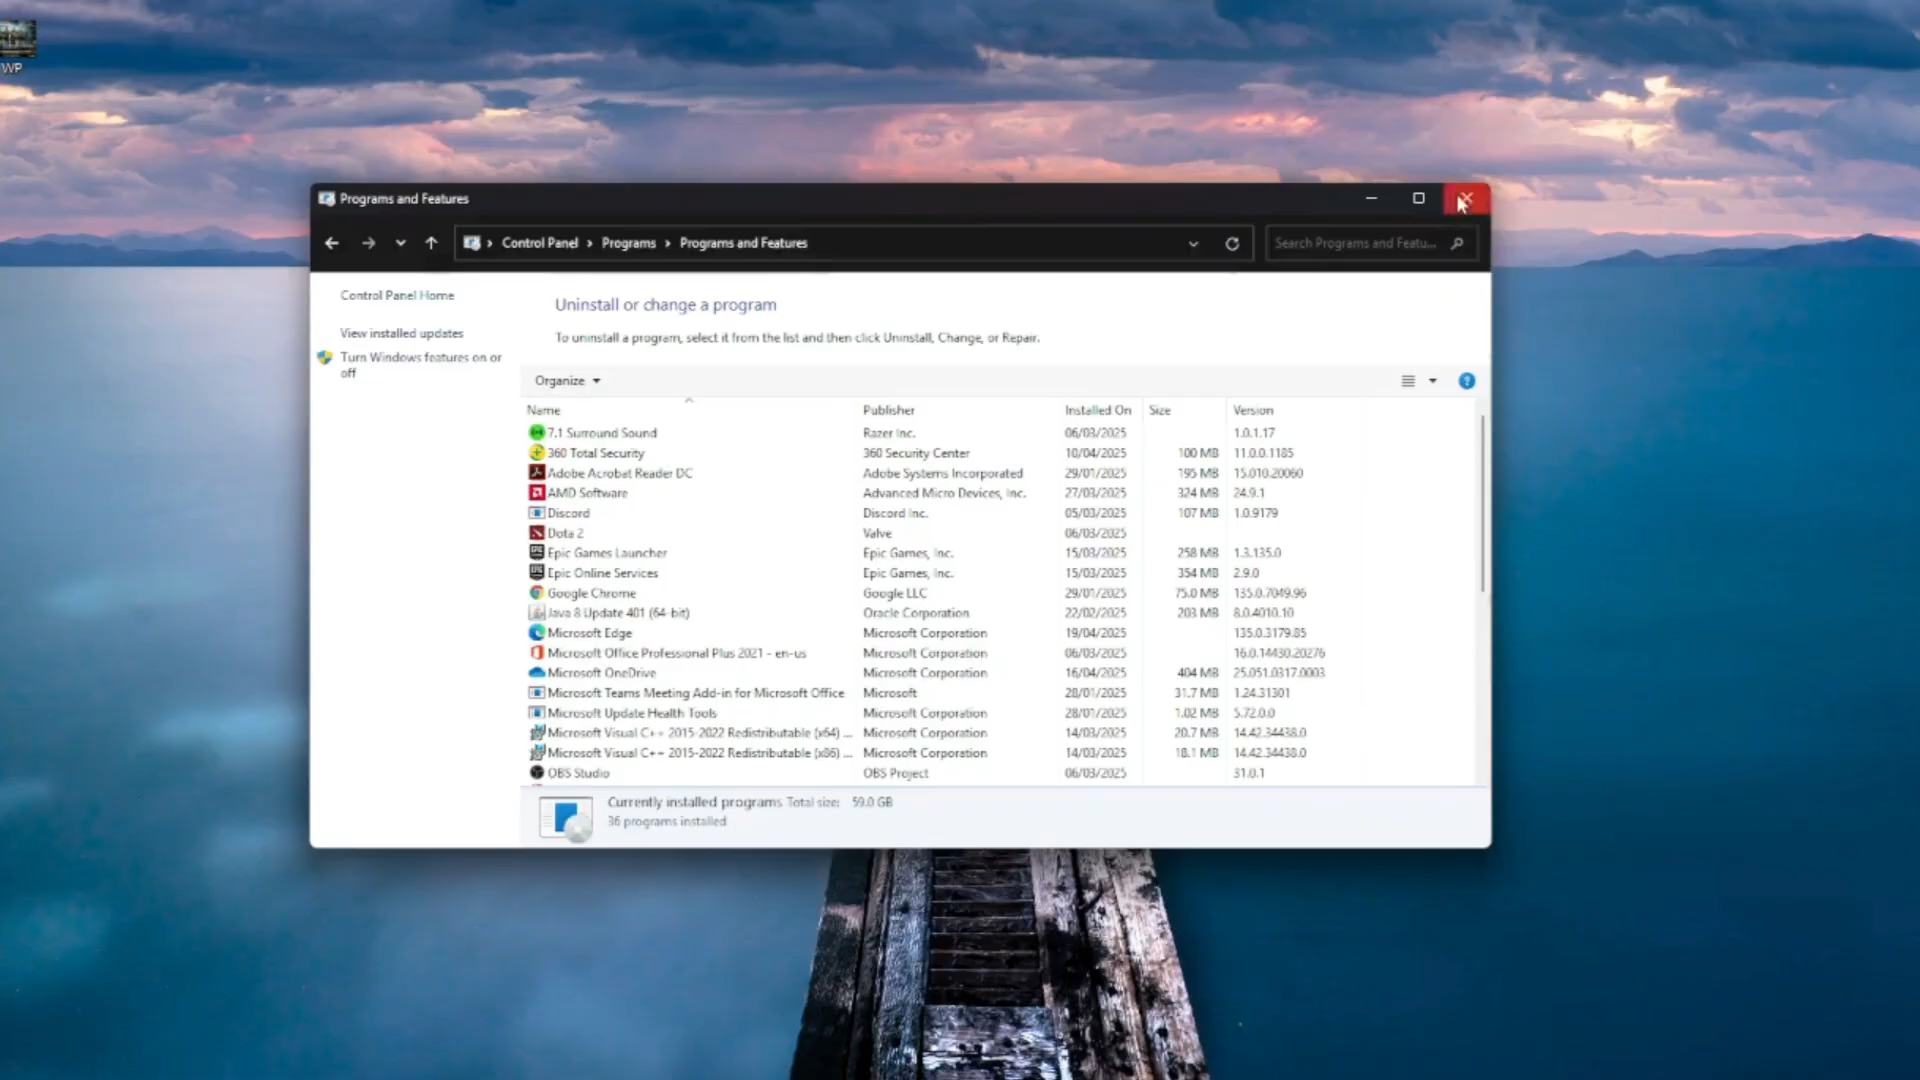 WP
Programs and Features
Control Panel › Programs › Programs and Features
Search Programs and Featu...
Control Panel Home
View installed updates
Turn Windows features on or
off
Uninstall or change a program
To uninstall a program, select it from the list and then click Uninstall, Change, or Repair.
Organize
Name Publisher Installed On Size Version
7.1 Surround Sound Razer Inc. 06/03/2025 1.0.1.17
360 Total Security 360 Security Center 10/04/2025 100 MB 11.0.0.1185
Adobe Acrobat Reader DC Adobe Systems Incorporated 29/01/2025 195 MB 15.010.20060
AMD Software Advanced Micro Devices, Inc. 27/03/2025 324 MB 24.9.1
Discord Discord Inc. 05/03/2025 107 MB 1.0.9179
Dota 2 Valve 06/03/2025
Epic Games Launcher Epic Games, Inc. 15/03/2025 258 MB 1.3.135.0
Epic Online Services Epic Games, Inc. 15/03/2025 354 MB 2.9.0
Google Chrome Google LLC 29/01/2025 75.0 MB 135.0.7049.96
Java 8 Update 401 (64-bit) Oracle Corporation 22/02/2025 203 MB 8.0.4010.10
Microsoft Edge Microsoft Corporation 19/04/2025 135.0.3179.85
Microsoft Office Professional Plus 2021 - en-us Microsoft Corporation 06/03/2025 16.0.14430.20276
Microsoft OneDrive Microsoft Corporation 16/04/2025 404 MB 25.051.0317.0003
Microsoft Teams Meeting Add-in for Microsoft Office Microsoft 28/01/2025 31.7 MB 1.24.31301
Microsoft Update Health Tools Microsoft Corporation 28/01/2025 1.02 MB 5.72.0.0
Microsoft Visual C++ 2015-2022 Redistributable (x64) ... Microsoft Corporation 14/03/2025 20.7 MB 14.42.34438.0
Microsoft Visual C++ 2015-2022 Redistributable (x86) ... Microsoft Corporation 14/03/2025 18.1 MB 14.42.34438.0
OBS Studio OBS Project 06/03/2025 31.0.1
Currently installed programs Total size: 59.0 GB
36 programs installed